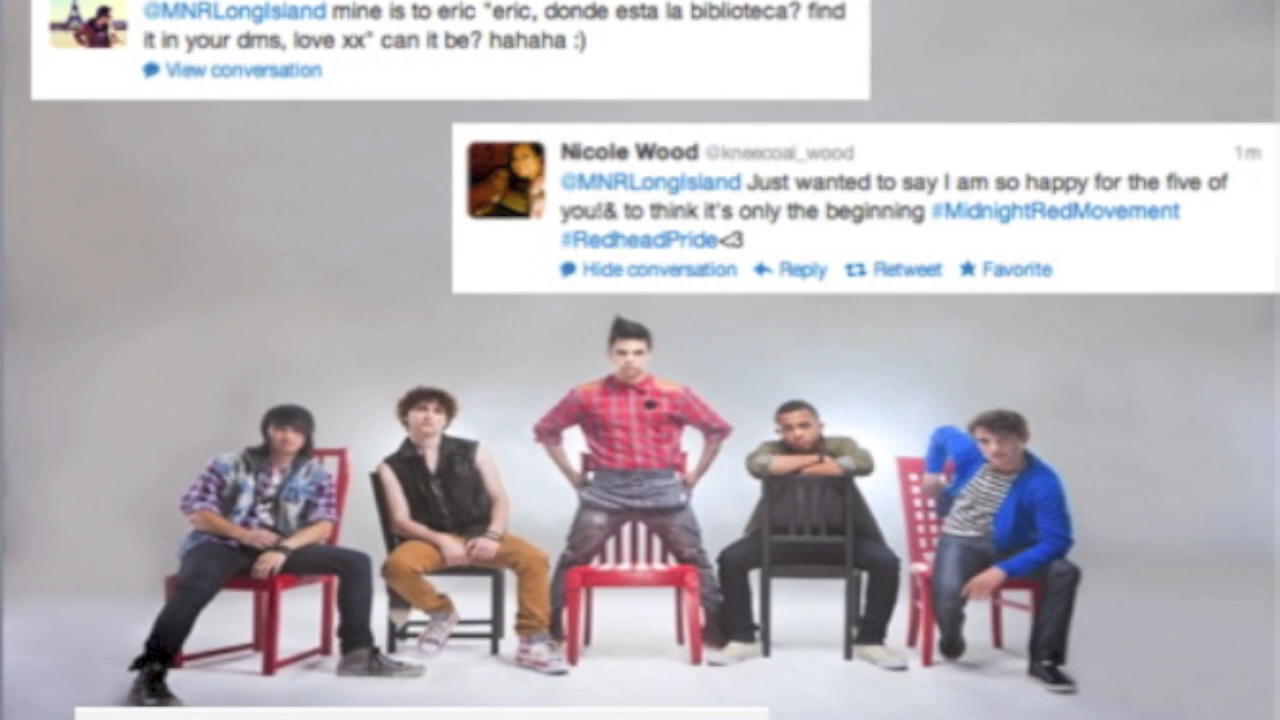 @MNRLongIsland mine is to eric "eric, donde esta la biblioteca? find
it in your dms, love xx" can it be? hahaha :)
View conversation
Nicole Wood @kneecoal_wood 1m
@MNRLongIsland Just wanted to say I am so happy for the five of
you!& to think it's only the beginning #MidnightRedMovement
#RedheadPride<3
Hide conversation Reply Retweet Favorite